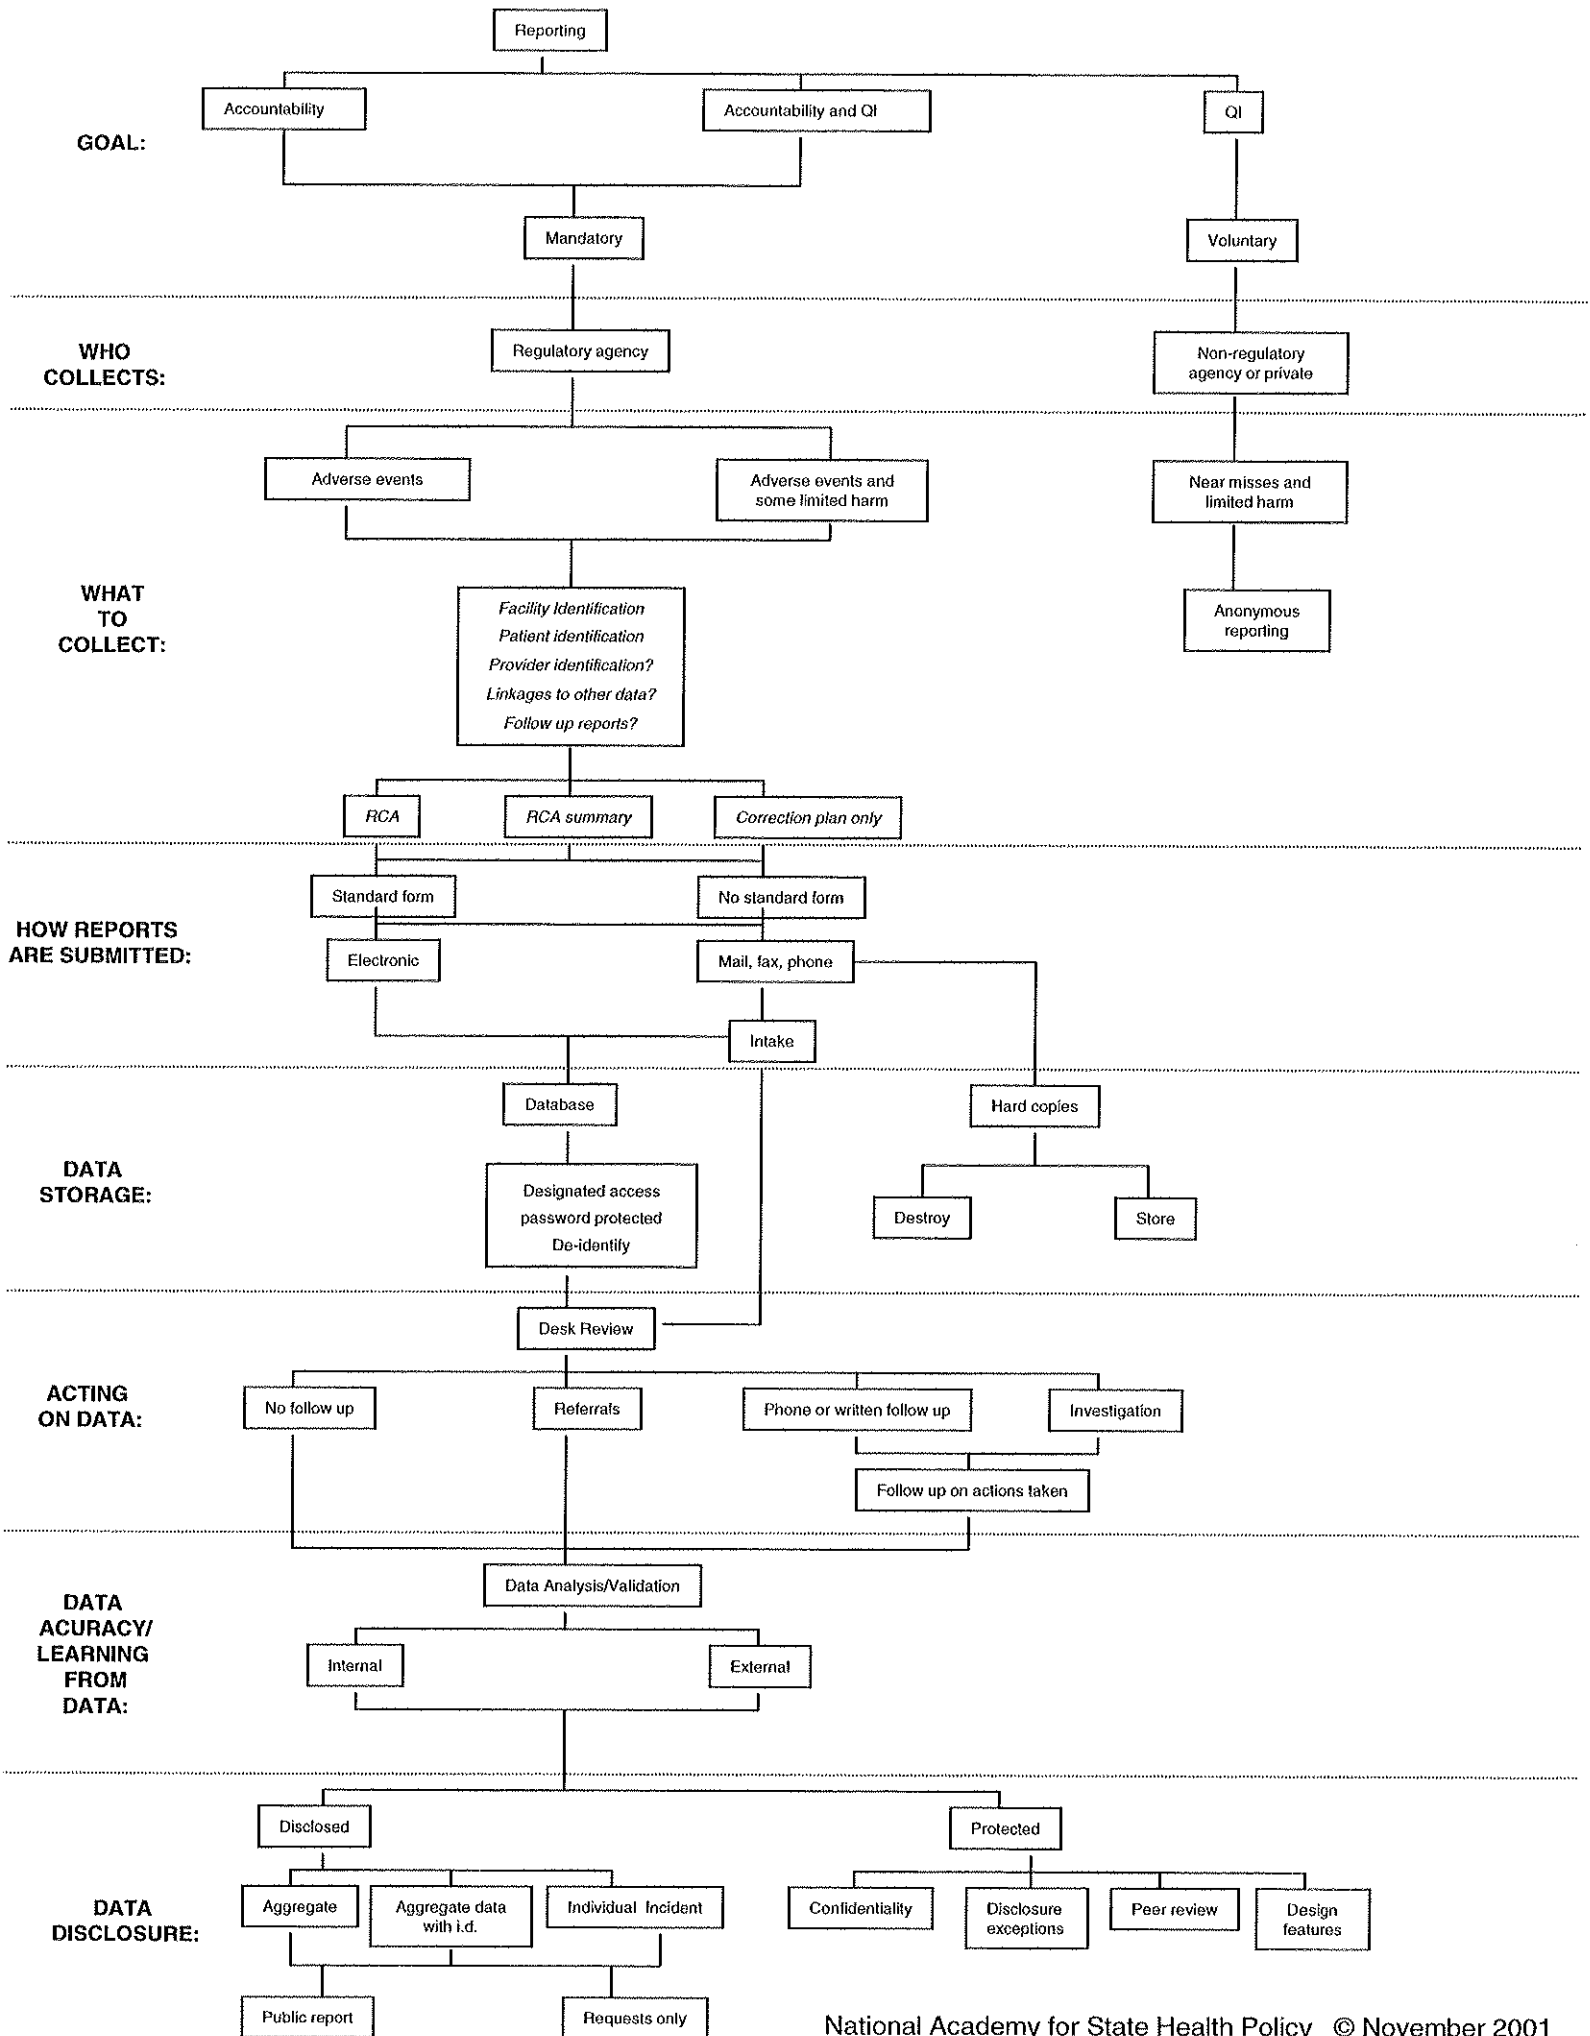 Reporting
Accountability
Accountability and QI
QI
GOAL:
Mandatory
Voluntary
WHO
COLLECTS:
Regulatory agency
Non-regulatory
agency or private
Adverse events
Adverse events and
some limited harm
Near misses and
limited harm
WHAT
TO
COLLECT:
Facility Identification
Patient identification
Provider identification?
Linkages to other data?
Follow up reports?
Anonymous
reporting
RCA
RCA summary
Correction plan only
HOW REPORTS
ARE SUBMITTED:
Standard form
No standard form
Electronic
Mail, fax, phone
Intake
DATA
STORAGE:
Database
Hard copies
Designated access
password protected
De-identify
Destroy
Store
Desk Review
ACTING
ON DATA:
No follow up
Referrals
Phone or written follow up
Investigation
Follow up on actions taken
DATA
ACURACY/
LEARNING
FROM
DATA:
Data Analysis/Validation
Internal
External
Disclosed
Protected
DATA
DISCLOSURE:
Aggregate
Aggregate data
with i.d.
Individual Incident
Confidentiality
Disclosure
exceptions
Peer review
Design
features
Public report
Requests only
National Academy for State Health Policy © November 2001